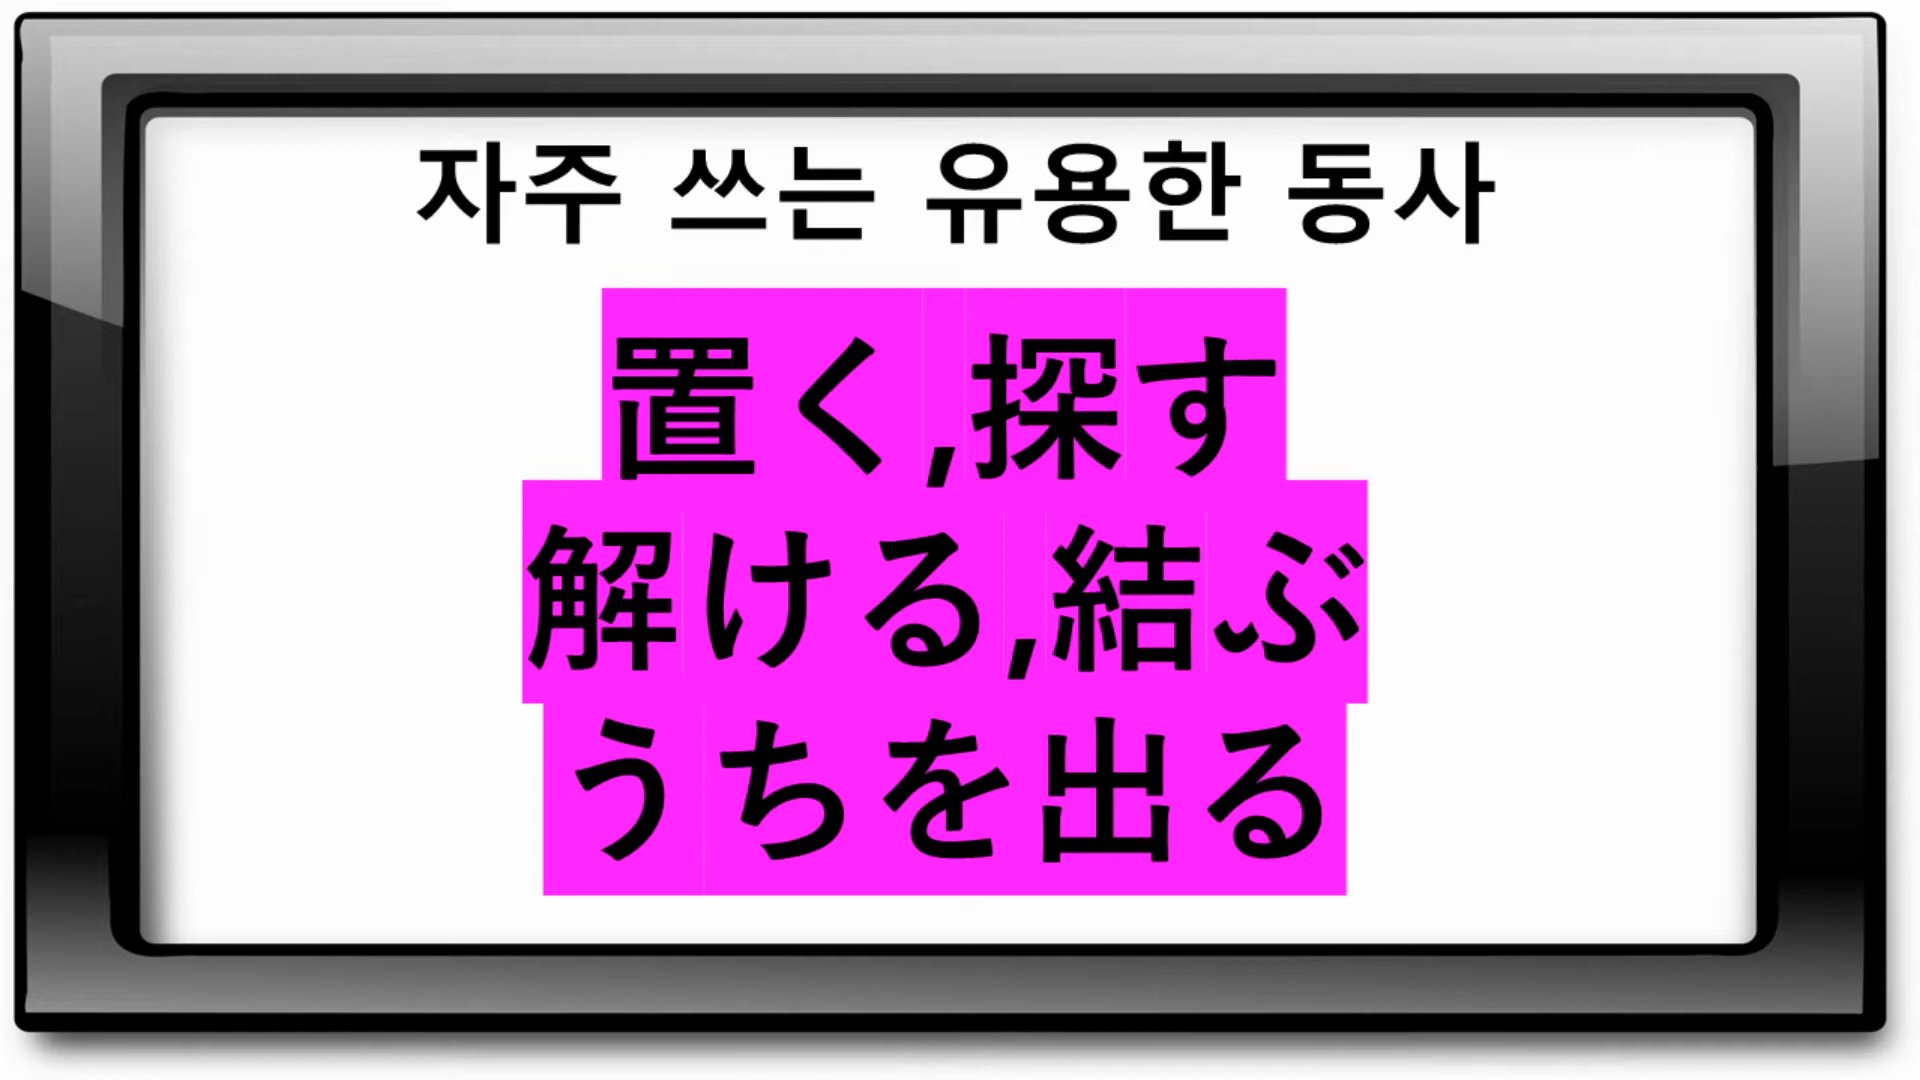 자주 쓰는 유용한 동사
置く,探す
解ける,結ぶ
うちを出る